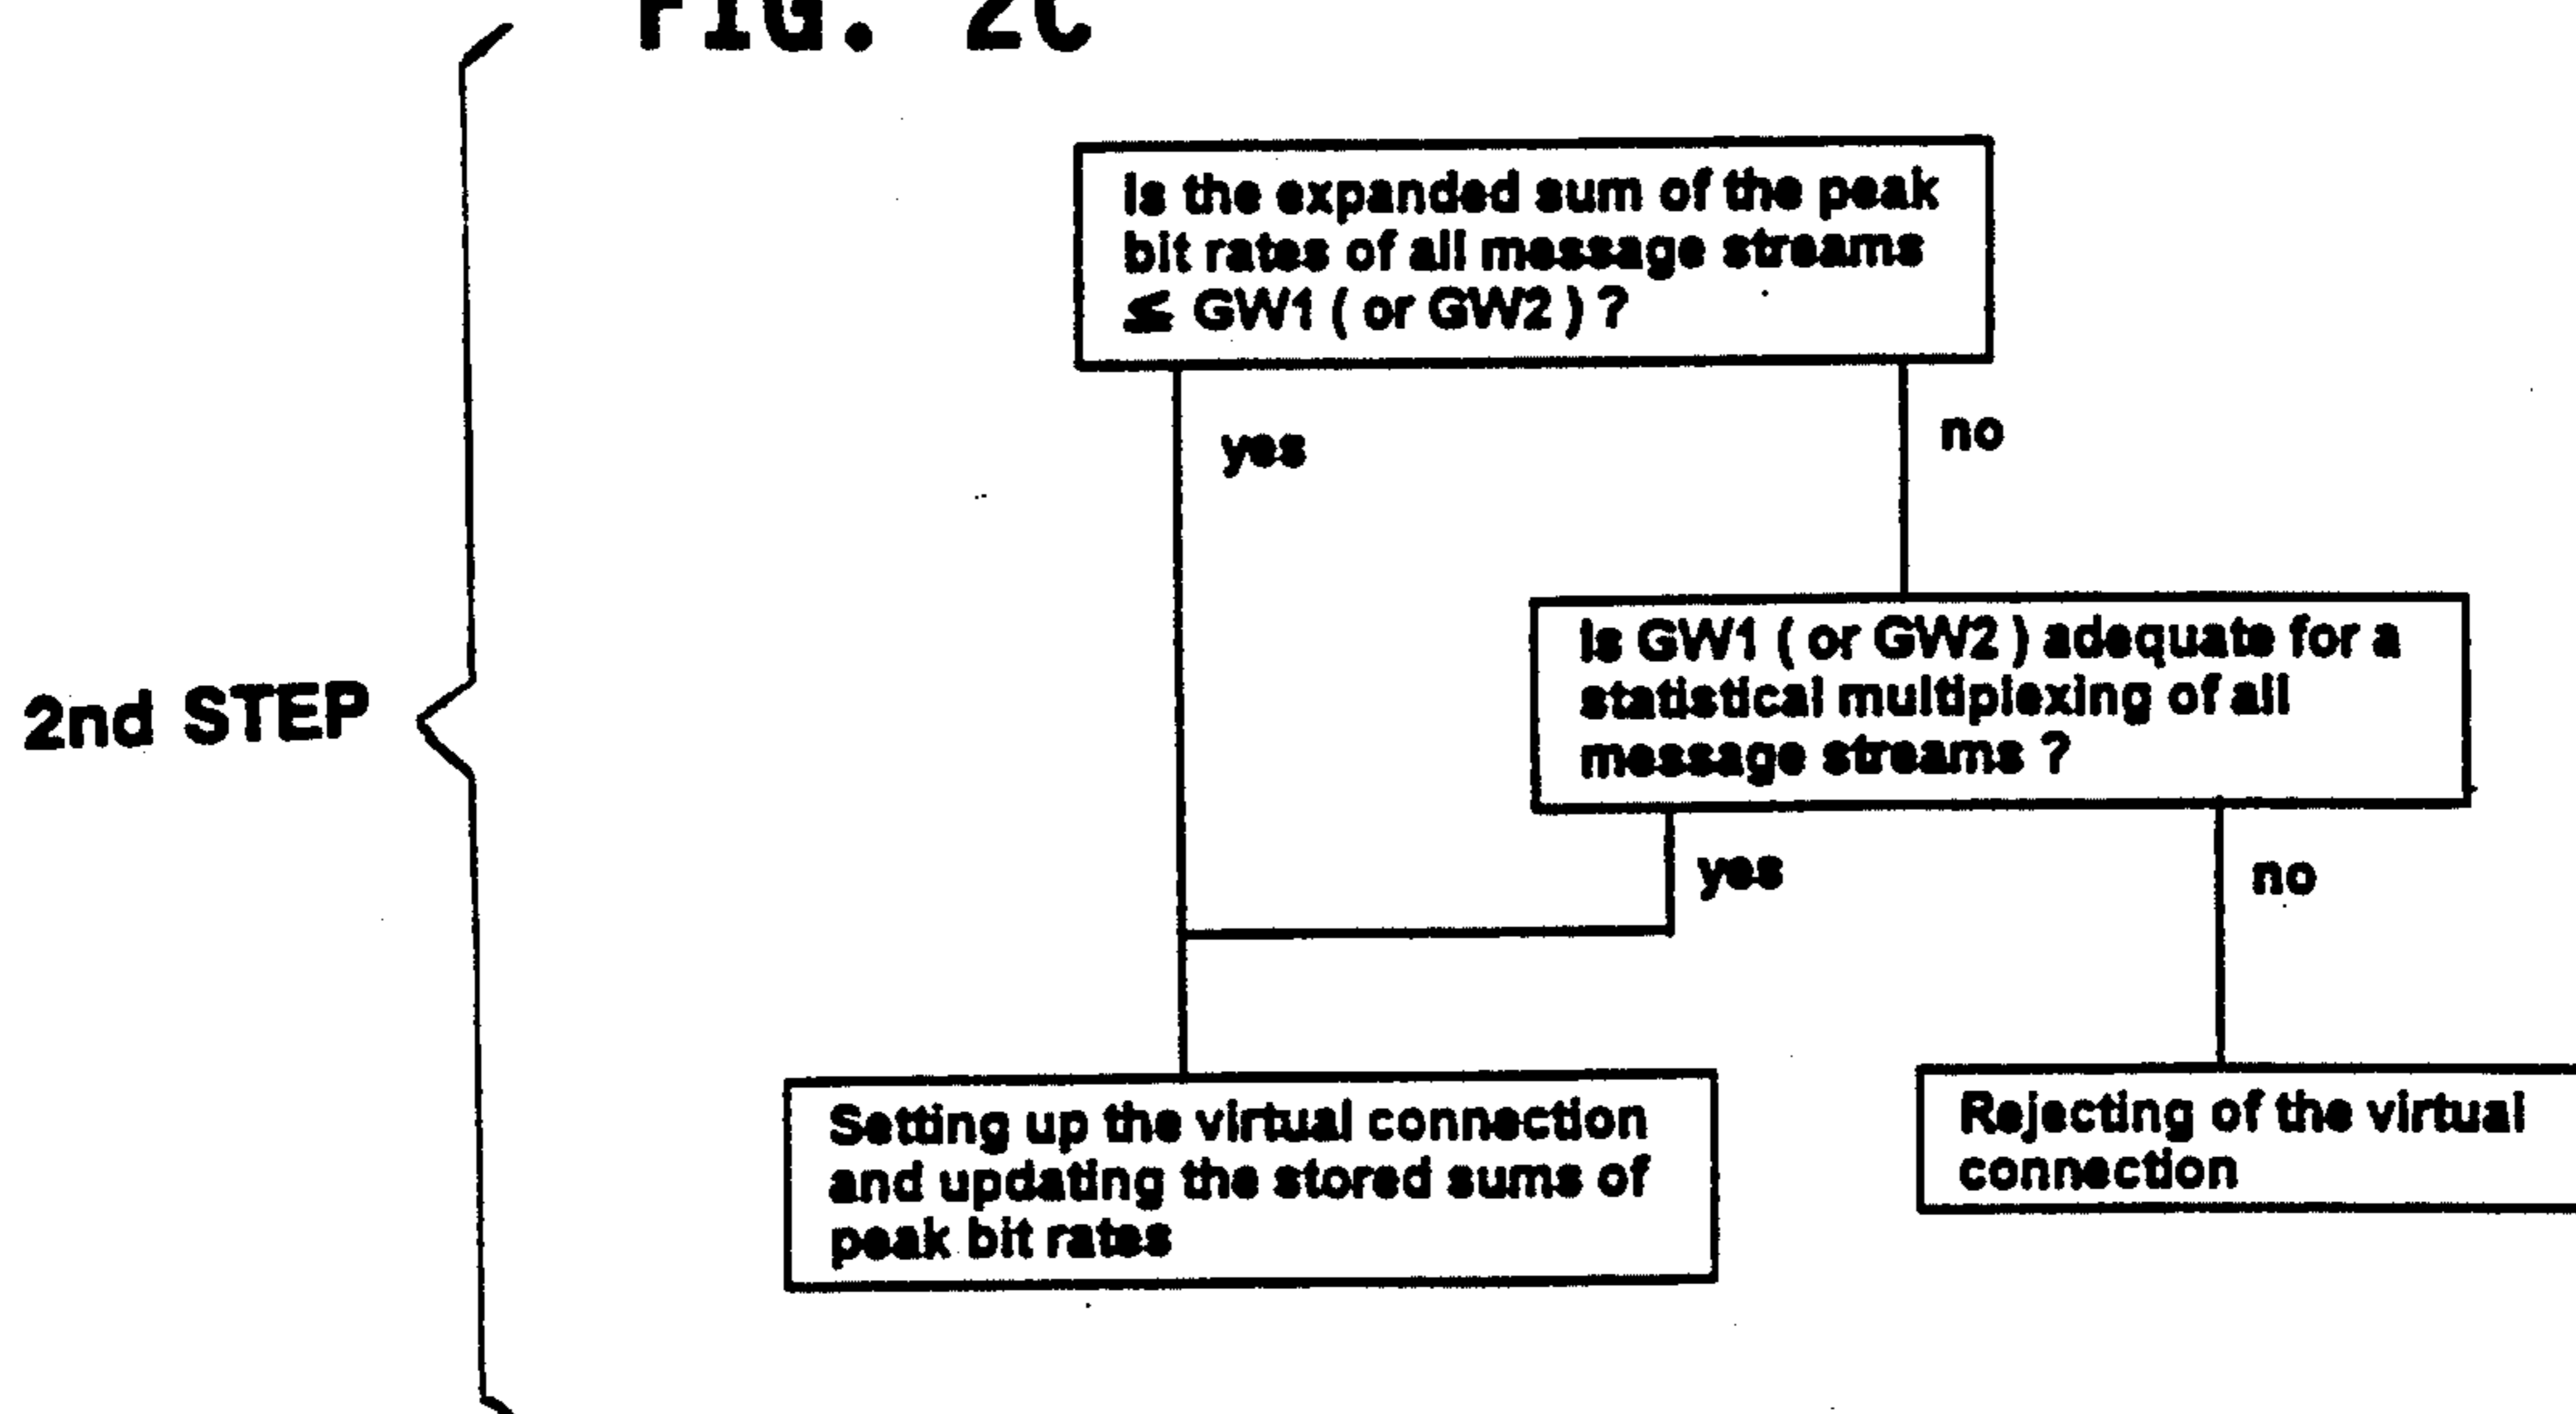 FIG. 2C
Is the expanded sum of the peak
bit rates of all message streams
≤ GW1 ( or GW2 ) ?
yes
no
Is GW1 ( or GW2 ) adequate for a
statistical multiplexing of all
message streams ?
2nd STEP
yes
no
Setting up the virtual connection
and updating the stored sums of
peak bit rates
Rejecting of the virtual
connection